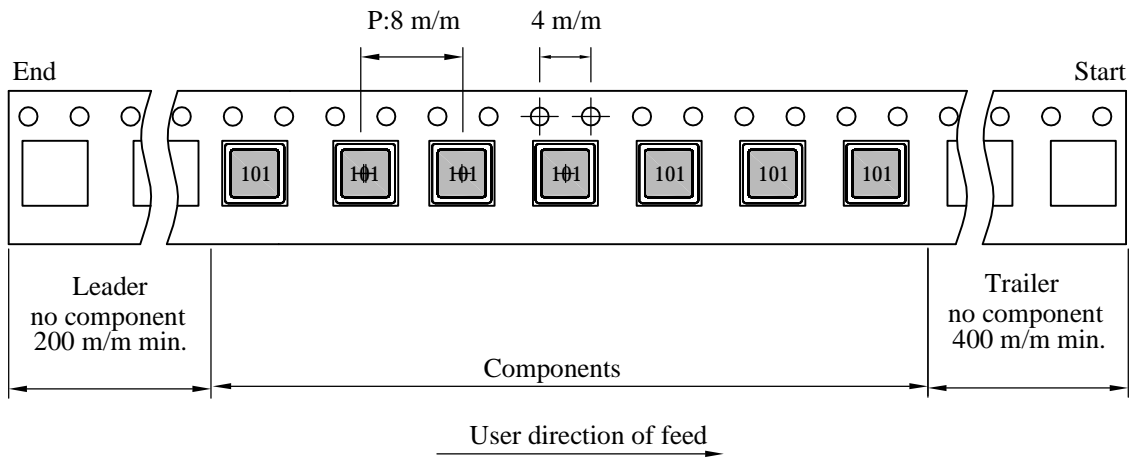 P:8 m/m
4 m/m
End
Start
101
101
101
101
101
101
101
Leader
no component
200 m/m min.
Trailer
no component
400 m/m min.
Components
User direction of feed